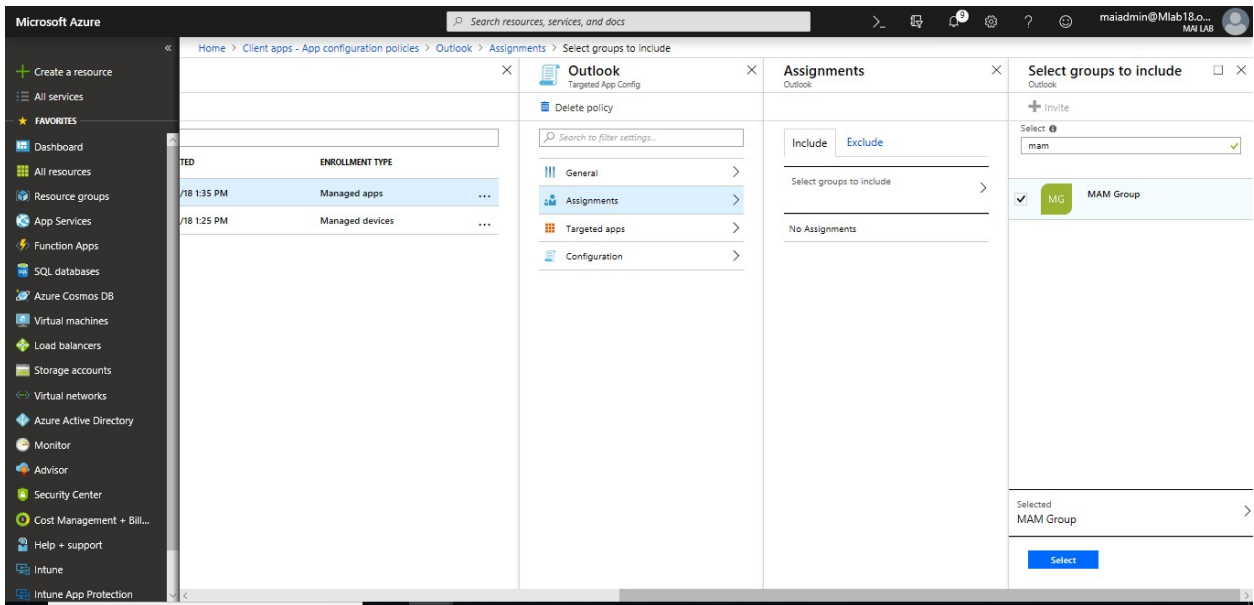 Microsoft Azure
Search resources, services, and docs
>_
9
?
maiadmin@Mlab18.o...
MAI LAB
«
Home > Client apps - App configuration policies > Outlook > Assignments > Select groups to include
Create a resource
All services
FAVORITES
Dashboard
All resources
Resource groups
App Services
Function Apps
SQL databases
Azure Cosmos DB
Virtual machines
Load balancers
Storage accounts
Virtual networks
Azure Active Directory
Monitor
Advisor
Security Center
Cost Management + Bill...
Help + support
Intune
Intune App Protection
TED ENROLLMENT TYPE
/18 1:35 PM Managed apps ...
/18 1:25 PM Managed devices ...
Outlook
Targeted App Config
Delete policy
Search to filter settings...
General
Assignments
Targeted apps
Configuration
Assignments
Outlook
Include Exclude
Select groups to include
No Assignments
Select groups to include
Outlook
Invite
Select
mam
MG MAM Group
Selected
MAM Group
Select